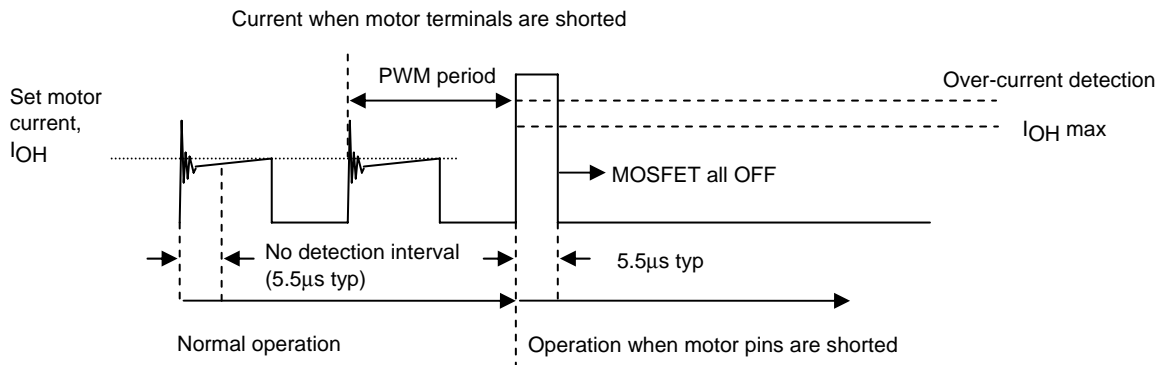 Current when motor terminals are shorted
PWM period
Over-current detection
Set motor
current,
IOH
IOH max
MOSFET all OFF
No detection interval
(5.5μs typ)
5.5μs typ
Normal operation
Operation when motor pins are shorted